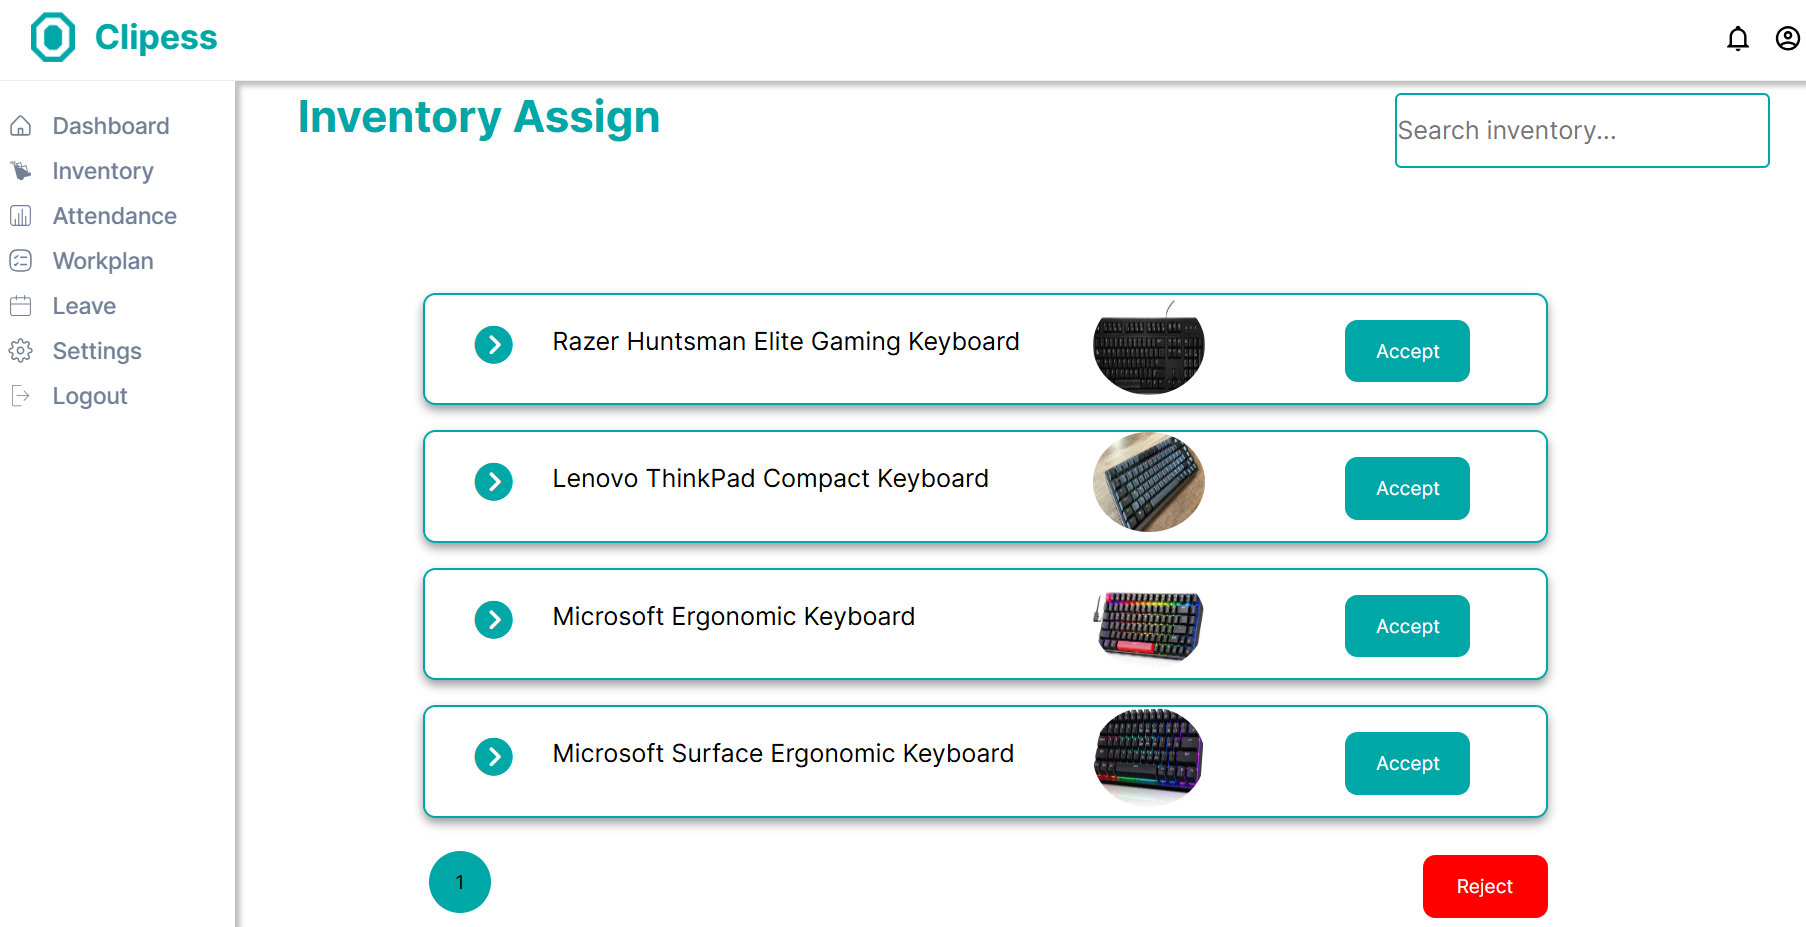 Clipess
Dashboard
Inventory
Attendance
Workplan
Leave
Settings
Logout
Inventory Assign
Search inventory...
Razer Huntsman Elite Gaming Keyboard
Accept
Lenovo ThinkPad Compact Keyboard
Accept
Microsoft Ergonomic Keyboard
Accept
Microsoft Surface Ergonomic Keyboard
Accept
1
Reject